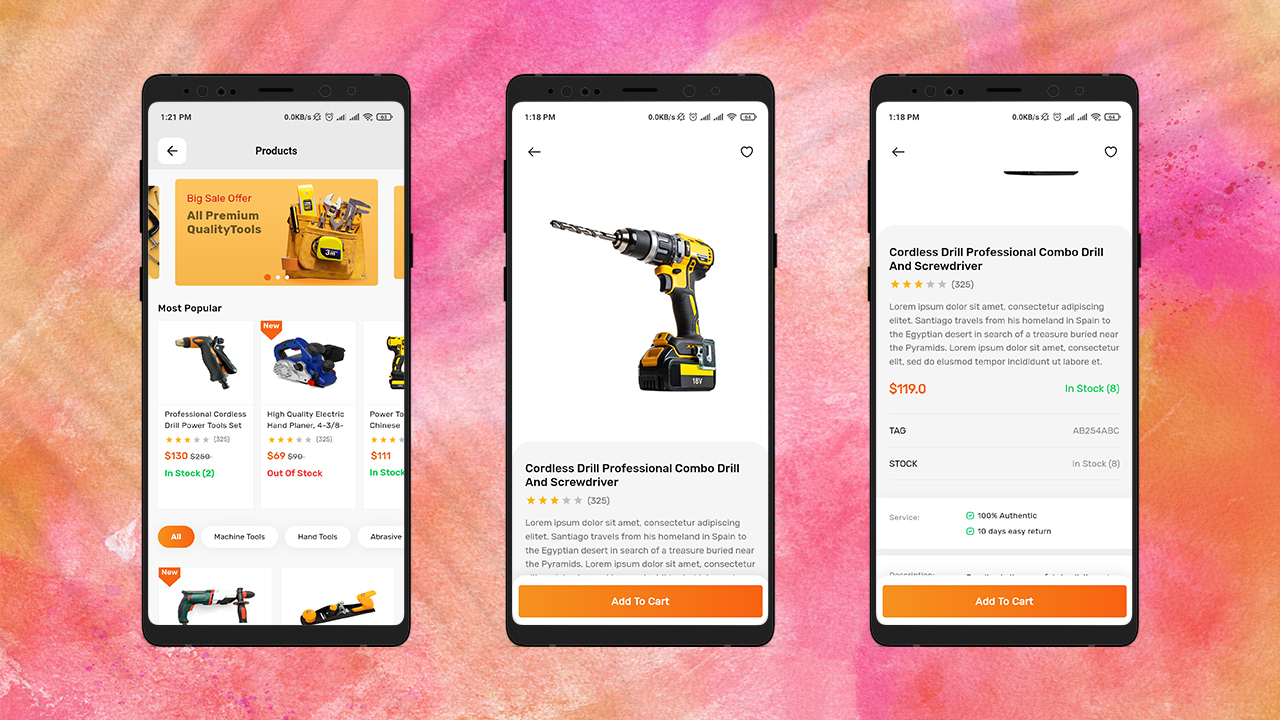 1:21 PM
0.0KB/s
63
Products
Big Sale Offer
All Premium
QualityTools
3m
Most Popular
New
Professional Cordless
Drill Power Tools Set
(325)
$130 $250
In Stock (2)
High Quality Electric
Hand Planer, 4-3/8-
(325)
$69 $90
Out Of Stock
Power To
Chinese
$111
In Stock
All
Machine Tools
Hand Tools
Abrasive
New
1:18 PM
0.0KB/s
64
18V
Cordless Drill Professional Combo Drill
And Screwdriver
(325)
Lorem ipsum dolor sit amet, consectetur adipiscing
elitet. Santiago travels from his homeland in Spain to
the Egyptian desert in search of a treasure buried near
the Pyramids. Lorem ipsum dolor sit amet, consectetur
Add To Cart
1:18 PM
0.0KB/s
64
Cordless Drill Professional Combo Drill
And Screwdriver
(325)
Lorem ipsum dolor sit amet, consectetur adipiscing
elitet. Santiago travels from his homeland in Spain to
the Egyptian desert in search of a treasure buried near
the Pyramids. Lorem ipsum dolor sit amet, consectetur
elit, sed do eiusmod tempor incididunt ut labore et.
$119.0
In Stock (8)
TAG
AB254ABC
STOCK
In Stock (8)
Service:
100% Authentic
10 days easy return
Description:
Add To Cart